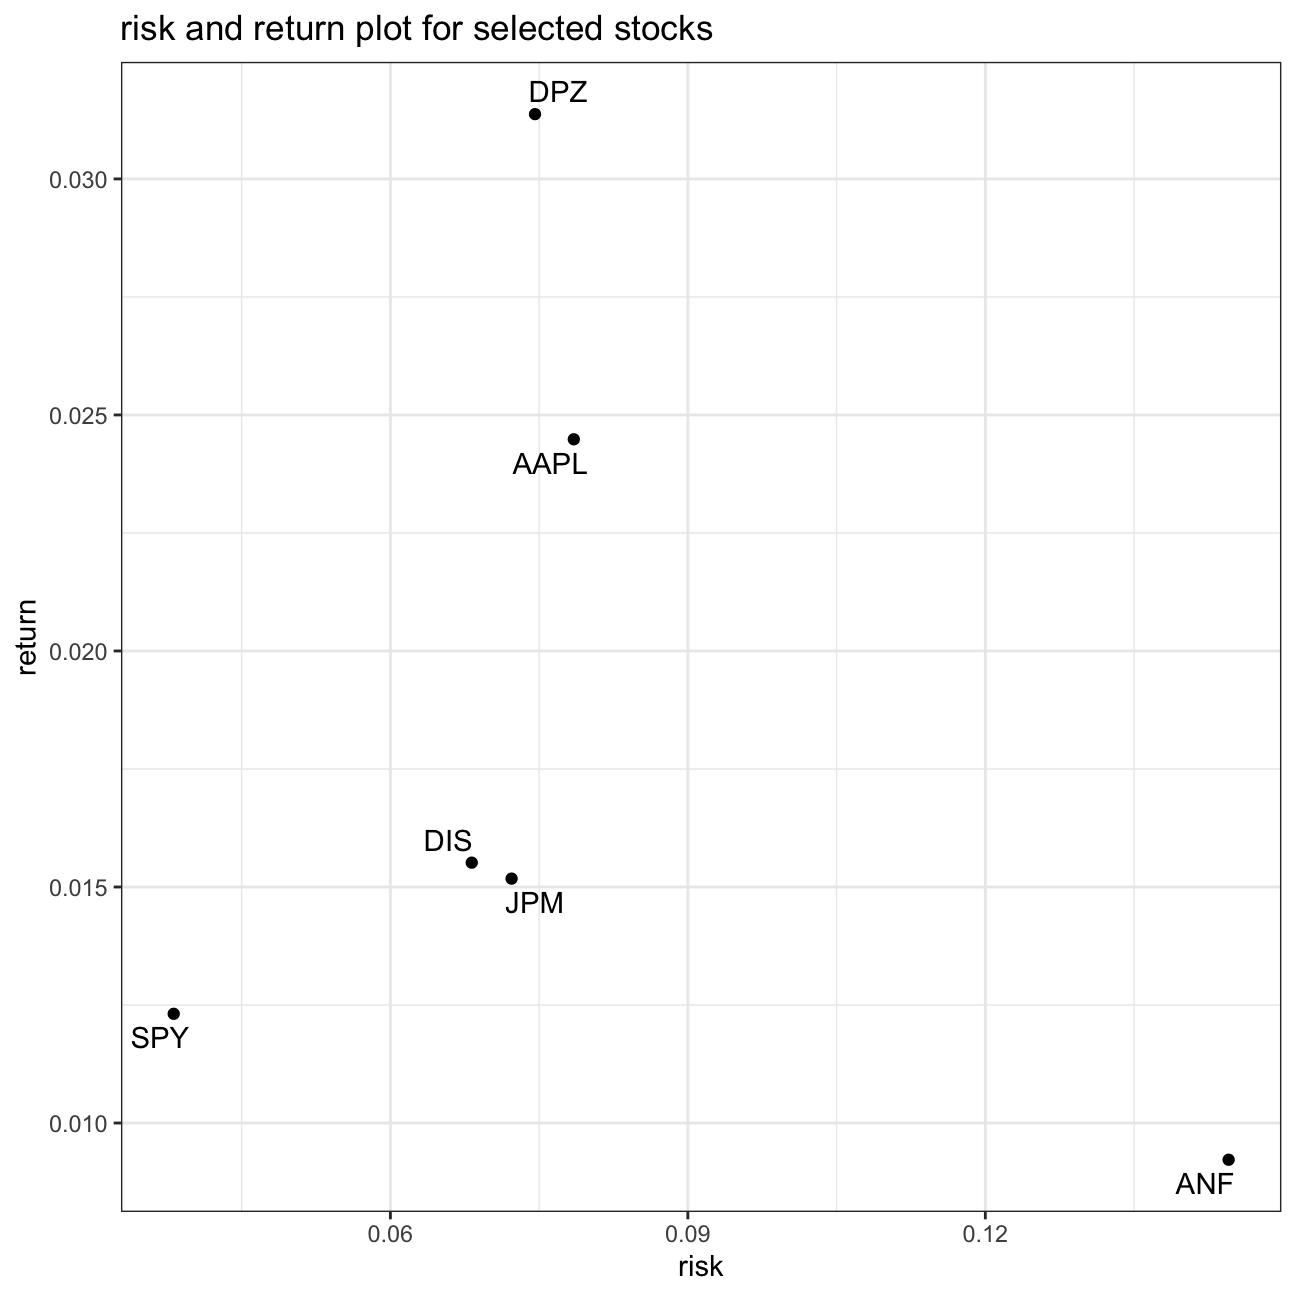 risk and return plot for selected stocks
DPZ
0.030
0.025
AAPL
0.020
return
DIS
0.015
JPM
SPY
0.010
ANF
0.06 0.09 0.12
risk